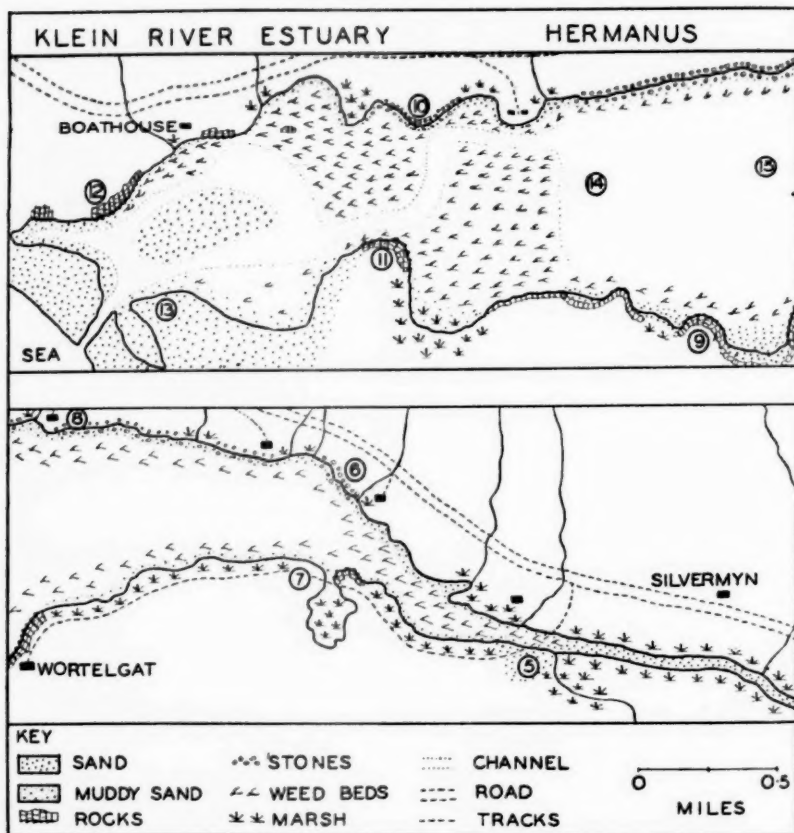 KLEIN RIVER ESTUARY HERMANUS
10
BOATHOUSE
12
14
15
11
13
SEA
9
8
6
SILVERMYN
7
5
WORTELGAT
KEY
SAND STONES CHANNEL
MUDDY SAND WEED BEDS ROAD
ROCKS MARSH TRACKS
0 0·5
MILES